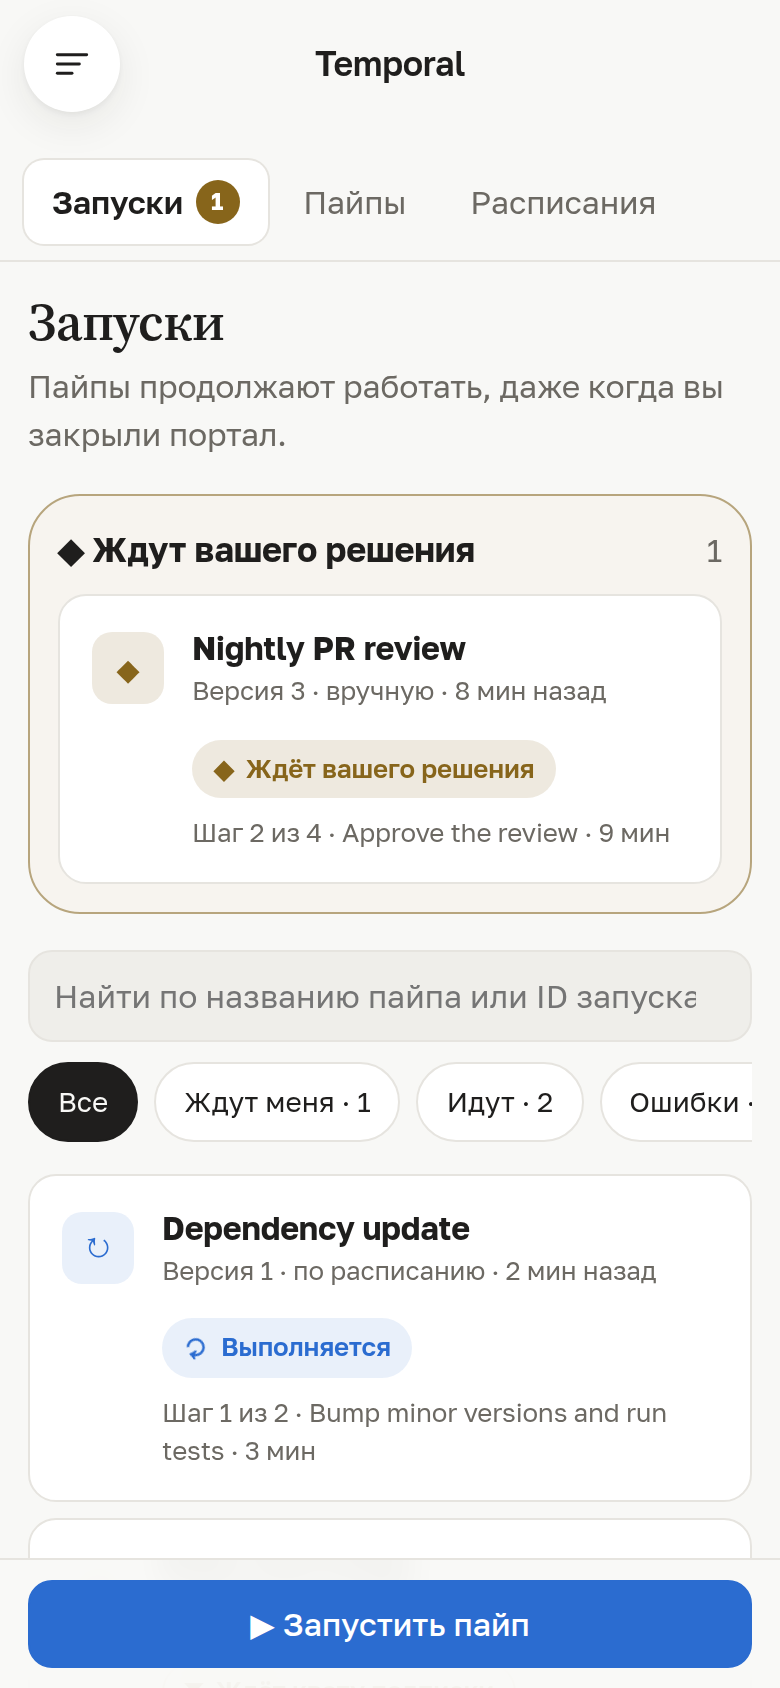 Temporal
Запуски 1 Пайпы Расписания
Запуски
Пайпы продолжают работать, даже когда вы
закрыли портал.
◆ Ждут вашего решения 1
Nightly PR review
Версия 3 · вручную · 8 мин назад
◆ Ждёт вашего решения
Шаг 2 из 4 · Approve the review · 9 мин
Найти по названию пайпа или ID запуска
Все Ждут меня · 1 Идут · 2 Ошибки ·
Dependency update
Версия 1 · по расписанию · 2 мин назад
Выполняется
Шаг 1 из 2 · Bump minor versions and run
tests · 3 мин
▶ Запустить пайп